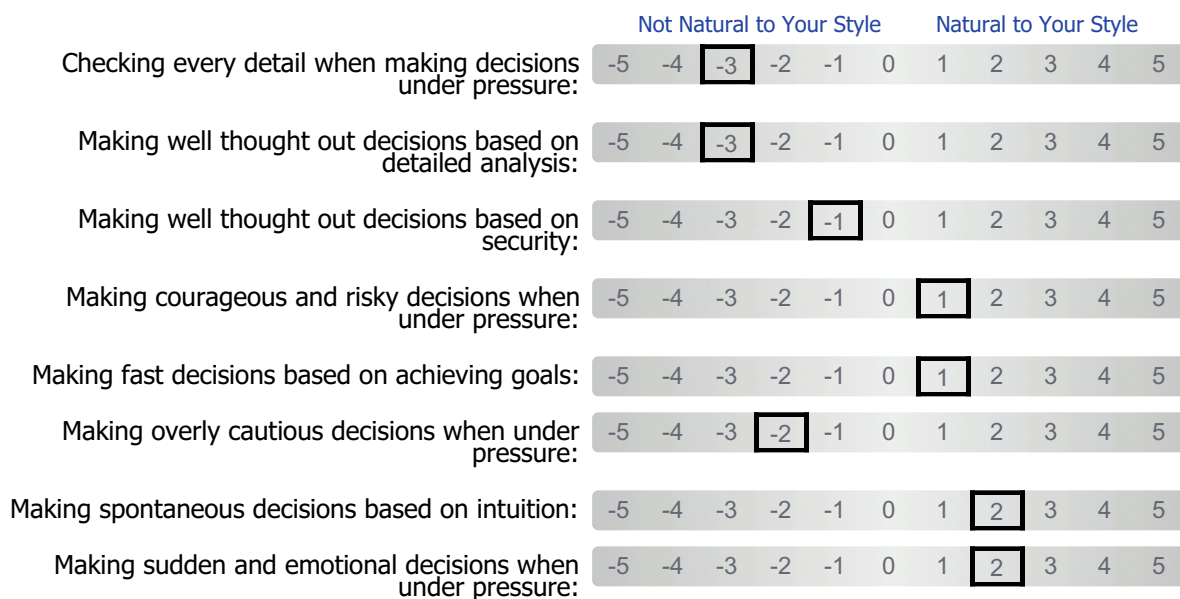 Not Natural to Your Style Natural to Your Style
Checking every detail when making decisions
under pressure:
-5 -4 -3 -2 -1 0 1 2 3 4 5
Making well thought out decisions based on
detailed analysis:
-5 -4 -3 -2 -1 0 1 2 3 4 5
Making well thought out decisions based on
security:
-5 -4 -3 -2 -1 0 1 2 3 4 5
Making courageous and risky decisions when
under pressure:
-5 -4 -3 -2 -1 0 1 2 3 4 5
Making fast decisions based on achieving goals:
-5 -4 -3 -2 -1 0 1 2 3 4 5
Making overly cautious decisions when under
pressure:
-5 -4 -3 -2 -1 0 1 2 3 4 5
Making spontaneous decisions based on intuition:
-5 -4 -3 -2 -1 0 1 2 3 4 5
Making sudden and emotional decisions when
under pressure:
-5 -4 -3 -2 -1 0 1 2 3 4 5